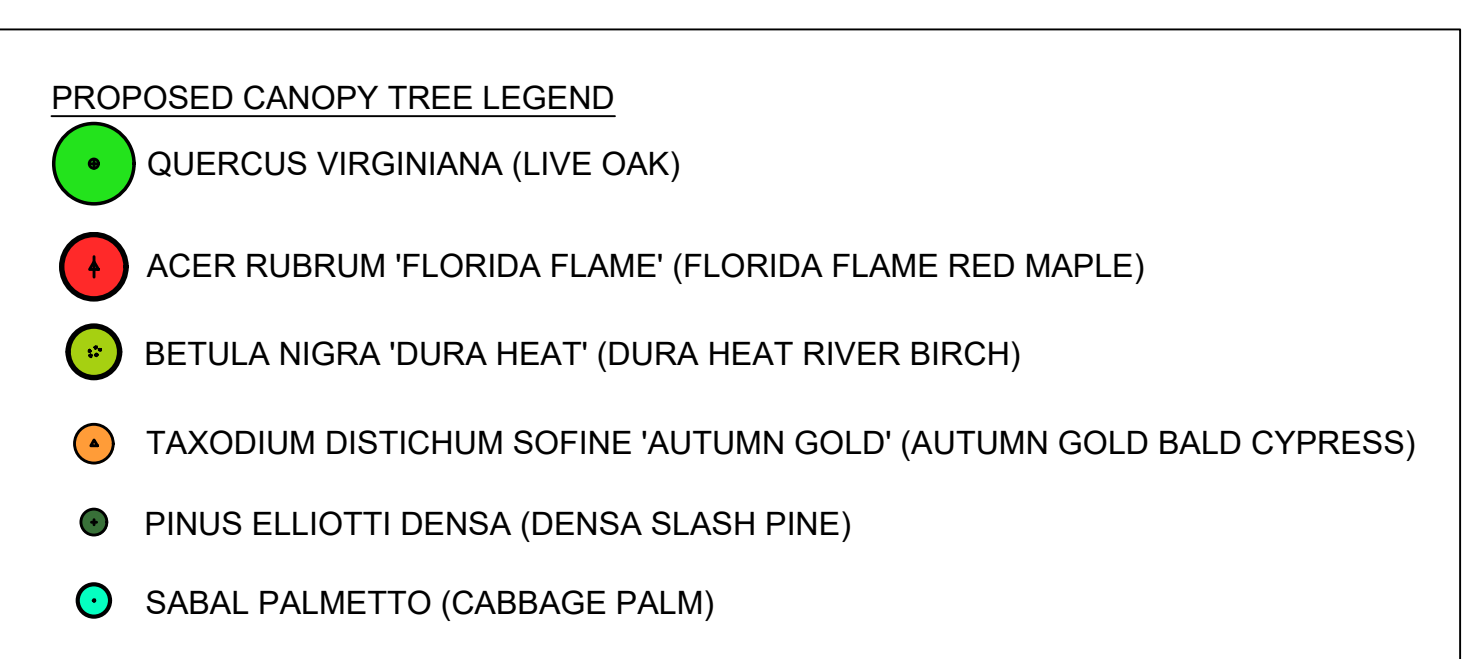 PROPOSED CANOPY TREE LEGEND
QUERCUS VIRGINIANA (LIVE OAK)
ACER RUBRUM 'FLORIDA FLAME' (FLORIDA FLAME RED MAPLE)
BETULA NIGRA 'DURA HEAT' (DURA HEAT RIVER BIRCH)
TAXODIUM DISTICHUM SOFINE 'AUTUMN GOLD' (AUTUMN GOLD BALD CYPRESS)
PINUS ELLIOTTI DENSA (DENSA SLASH PINE)
SABAL PALMETTO (CABBAGE PALM)